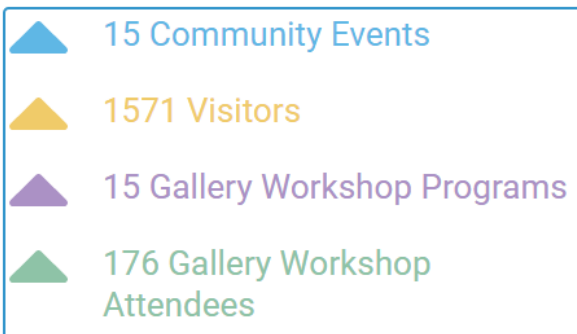 15 Community Events
1571 Visitors
15 Gallery Workshop Programs
176 Gallery Workshop
Attendees